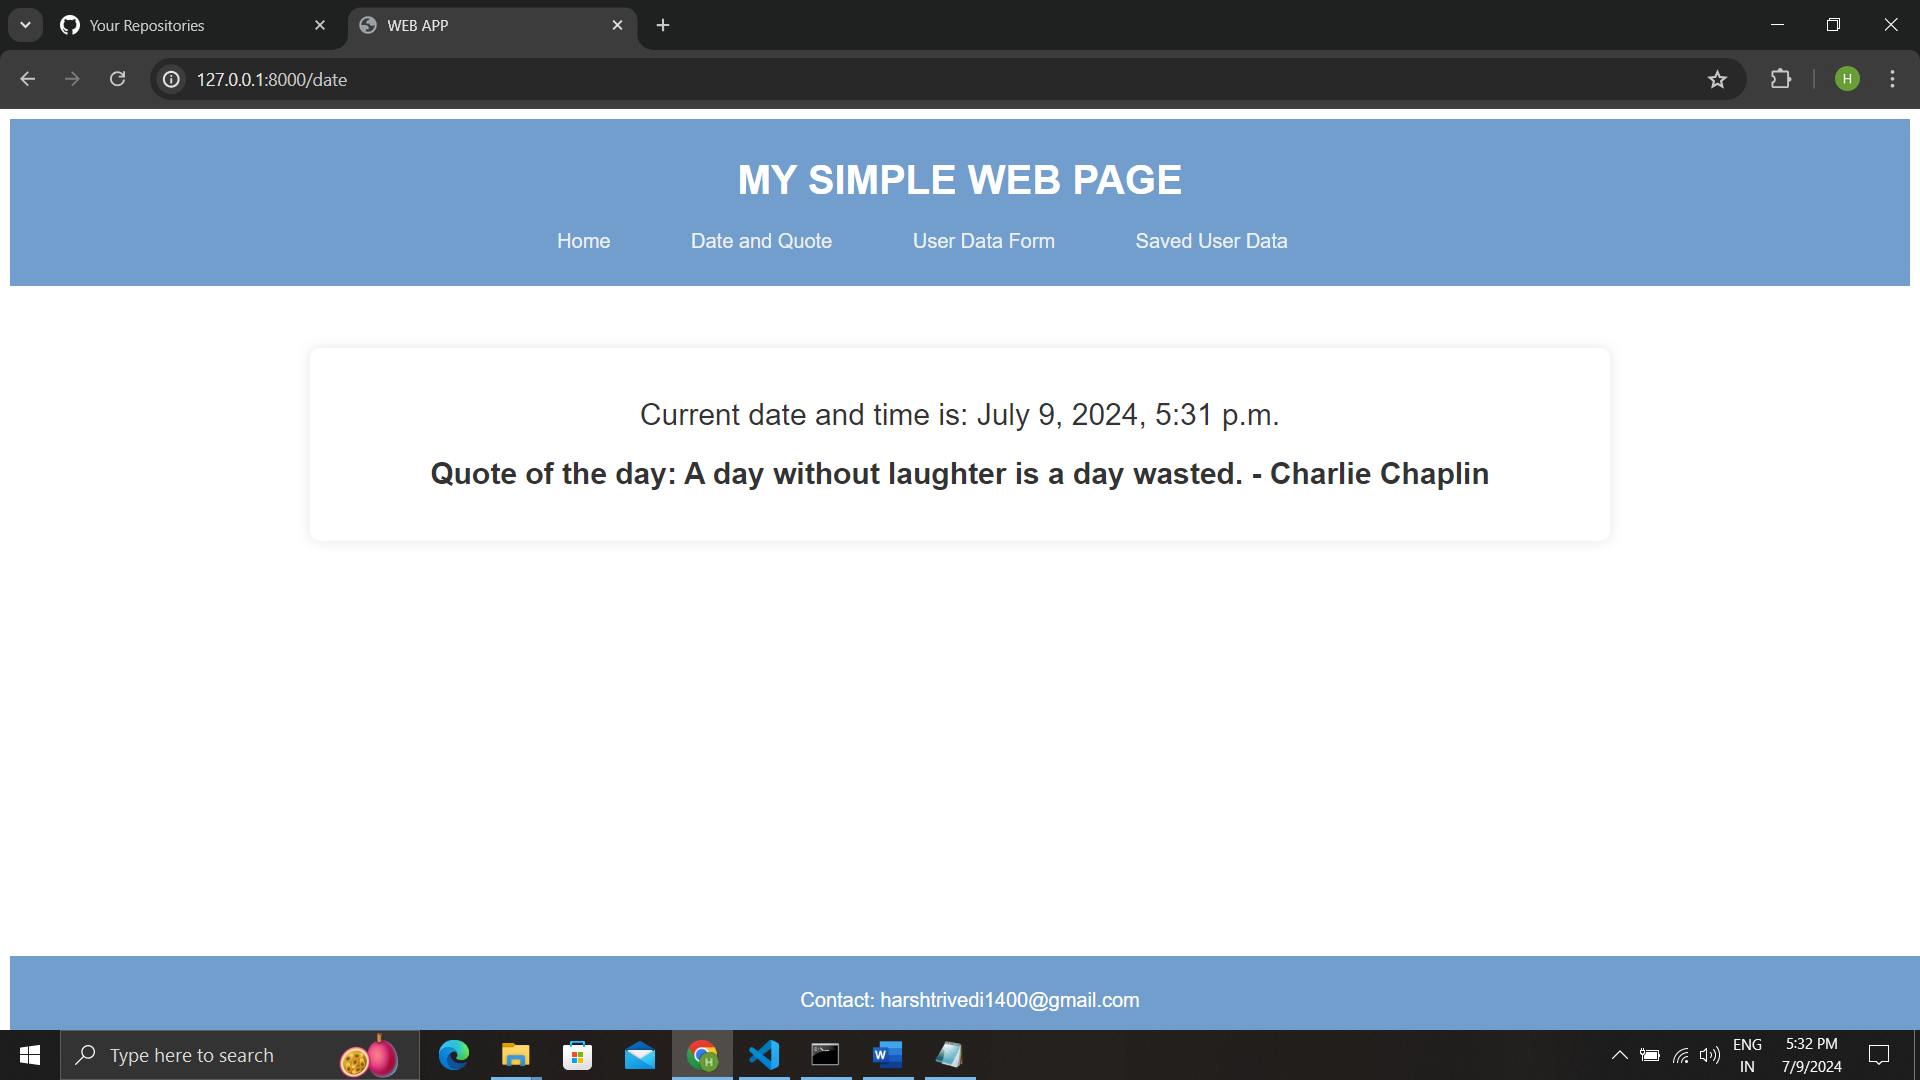 Your Repositories
WEB APP
127.0.0.1:8000/date
H
MY SIMPLE WEB PAGE
Home Date and Quote User Data Form Saved User Data
Current date and time is: July 9, 2024, 5:31 p.m.
Quote of the day: A day without laughter is a day wasted. - Charlie Chaplin
Contact: harshtrivedi1400@gmail.com
Type here to search
H
W
ENG
IN
5:32 PM
7/9/2024